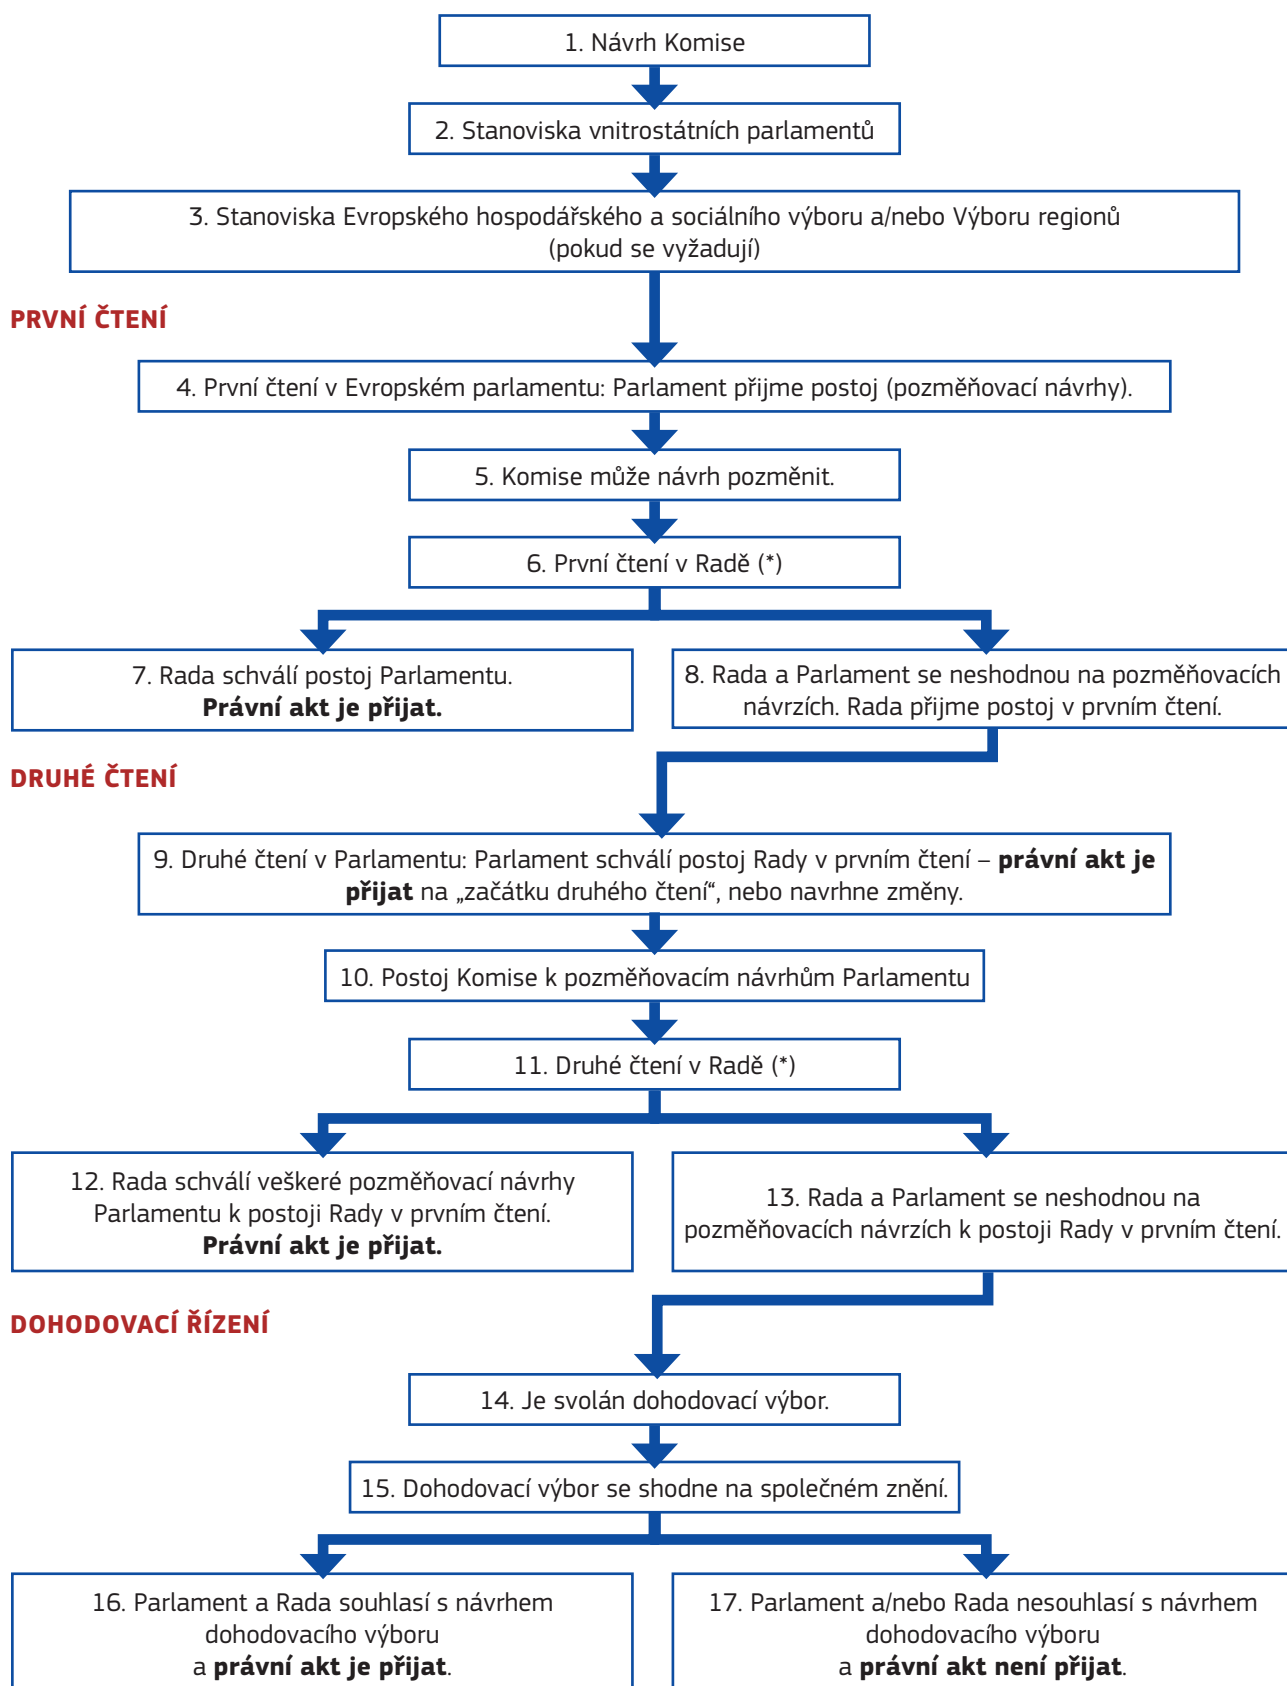 1. Návrh Komise
2. Stanoviska vnitrostátních parlamentů
3. Stanoviska Evropského hospodářského a sociálního výboru a/nebo Výboru regionů
(pokud se vyžadují)
PRVNÍ ČTENÍ
4. První čtení v Evropském parlamentu: Parlament přijme postoj (pozměňovací návrhy).
5. Komise může návrh pozměnit.
6. První čtení v Radě (*)
7. Rada schválí postoj Parlamentu.
Právní akt je přijat.
8. Rada a Parlament se neshodnou na pozměňovacích
návrzích. Rada přijme postoj v prvním čtení.
DRUHÉ ČTENÍ
9. Druhé čtení v Parlamentu: Parlament schválí postoj Rady v prvním čtení – právní akt je
přijat na „začátku druhého čtení“, nebo navrhne změny.
10. Postoj Komise k pozměňovacím návrhům Parlamentu
11. Druhé čtení v Radě (*)
12. Rada schválí veškeré pozměňovací návrhy
Parlamentu k postoji Rady v prvním čtení.
Právní akt je přijat.
13. Rada a Parlament se neshodnou na
pozměňovacích návrzích k postoji Rady v prvním čtení.
DOHODOVACÍ ŘÍZENÍ
14. Je svolán dohodovací výbor.
15. Dohodovací výbor se shodne na společném znění.
16. Parlament a Rada souhlasí s návrhem
dohodovacího výboru
a právní akt je přijat.
17. Parlament a/nebo Rada nesouhlasí s návrhem
dohodovacího výboru
a právní akt není přijat.